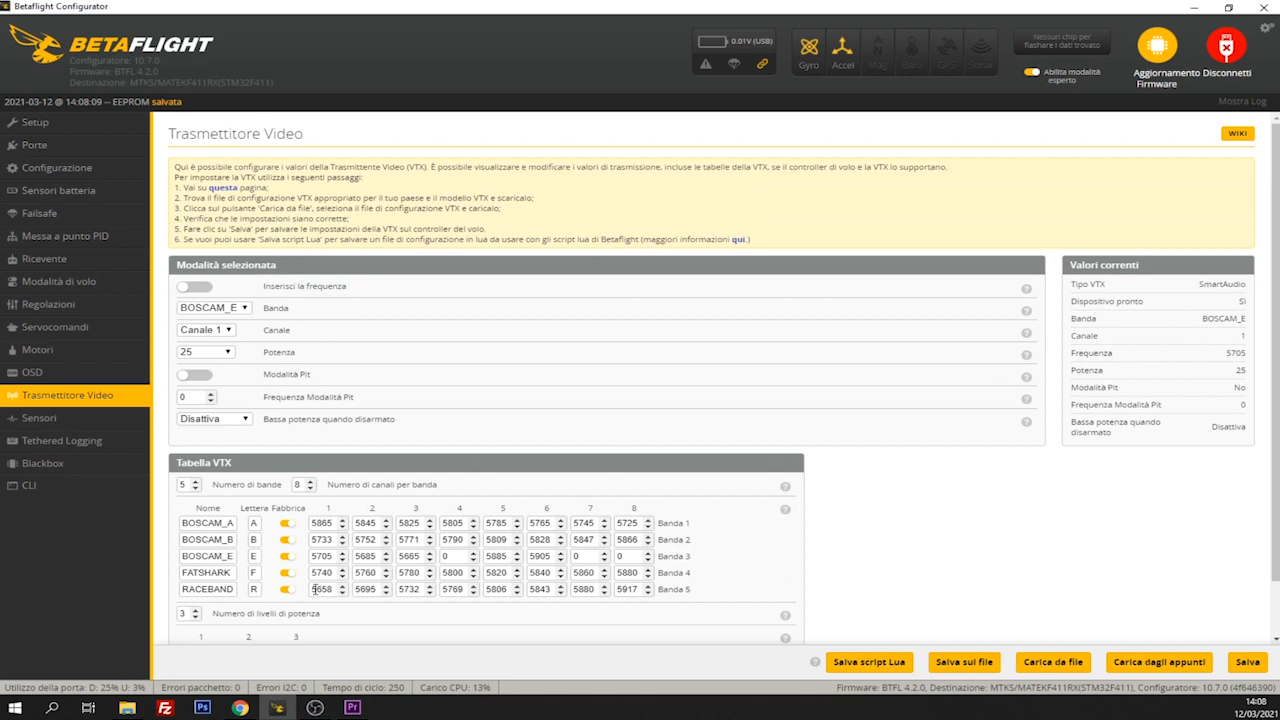 Betaflight Configurator
BETAFLIGHT
Configuratore: 10.7.0
Firmware: BTFL 4.2.0
Destinazione: MTKS/MATEKF411RX(STM32F411)
0.01V (USB)
Gyro
Accel
Mag
Baro
GPS
Sonar
Nessun chip per
flashare i dati trovato
Abilita modalità
esperto
Aggiornamento
Firmware
Disconnetti
2021-03-12 @ 14:08:09 -- EEPROM salvata
Mostra Log
Setup
Porte
Configurazione
Sensori batteria
Failsafe
Messa a punto PID
Ricevente
Modalità di volo
Regolazioni
Servocomandi
Motori
OSD
Trasmettitore Video
Sensori
Tethered Logging
Blackbox
CLI
Trasmettitore Video
WIKI
Qui è possibile configurare i valori della Trasmittente Video (VTX). È possibile visualizzare e modificare i valori di trasmissione, incluse le tabelle della VTX, se il controller di volo e la VTX lo supportano.
Per impostare la VTX utilizza i seguenti passaggi:
1. Vai su questa pagina;
2. Trova il file di configurazione VTX appropriato per il tuo paese e il modello VTX e scaricalo;
3. Clicca sul pulsante 'Carica da file', seleziona il file di configurazione VTX e caricalo;
4. Verifica che le impostazioni siano corrette;
5. Fare clic su 'Salva' per salvare le impostazioni della VTX sul controller del volo.
6. Se vuoi puoi usare 'Salva script Lua' per salvare un file di configurazione in lua da usare con gli script lua di Betaflight (maggiori informazioni qui.)
Modalità selezionata
Inserisci la frequenza
BOSCAM_E Banda
Canale 1 Canale
25 Potenza
Modalità Pit
0 Frequenza Modalità Pit
Disattiva Bassa potenza quando disarmato
Valori correnti
Tipo VTX SmartAudio
Dispositivo pronto Sì
Banda BOSCAM_E
Canale 1
Frequenza 5705
Potenza 25
Modalità Pit No
Frequenza Modalità Pit 0
Bassa potenza quando
disarmato Disattiva
Tabella VTX
5 Numero di bande 8 Numero di canali per banda
Nome Lettera Fabbrica 1 2 3 4 5 6 7 8
BOSCAM_A A 5865 5845 5825 5805 5785 5765 5745 5725 Banda 1
BOSCAM_B B 5733 5752 5771 5790 5809 5828 5847 5866 Banda 2
BOSCAM_E E 5705 5685 5665 0 5885 5905 0 0 Banda 3
FATSHARK F 5740 5760 5780 5800 5820 5840 5860 5880 Banda 4
RACEBAND R 5658 5695 5732 5769 5806 5843 5880 5917 Banda 5
3 Numero di livelli di potenza
1 2 3
Salva script Lua
Salva sul file
Carica da file
Carica dagli appunti
Salva
Utilizzo della porta: D: 25% U: 3%
Errori pacchetto: 0
Errori I2C: 0
Tempo di ciclo: 250
Carico CPU: 13%
Firmware: BTFL 4.2.0, Destinazione: MTKS/MATEKF411RX(STM32F411), Configuratore: 10.7.0 (4f646390)
14:08
12/03/2021